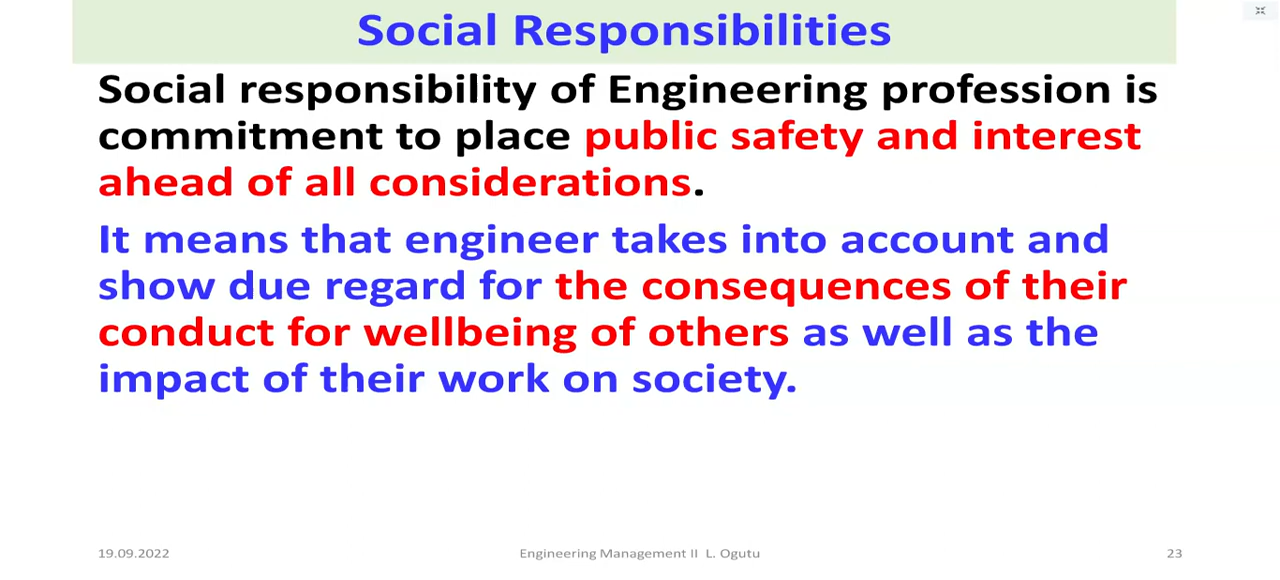 Social Responsibilities
Social responsibility of Engineering profession is
commitment to place public safety and interest
ahead of all considerations.
It means that engineer takes into account and
show due regard for the consequences of their
conduct for wellbeing of others as well as the
impact of their work on society.
19.09.2022
Engineering Management II L. Ogutu
23